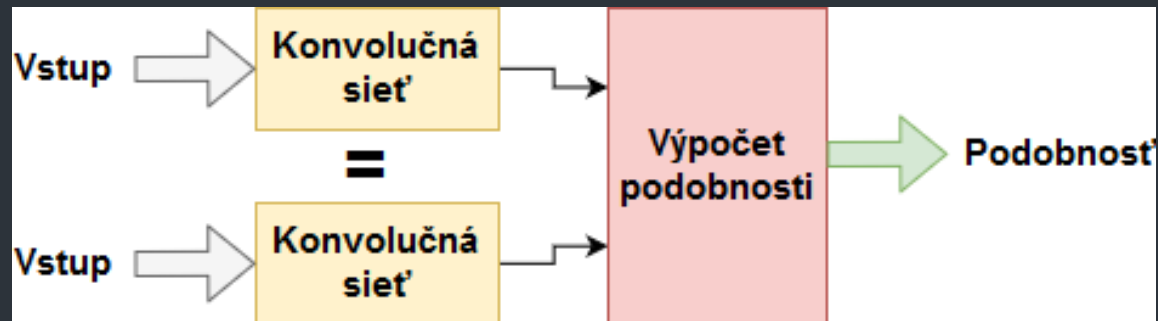 Vstup
Konvolučná
sieť
=
Vstup
Konvolučná
sieť
Výpočet
podobnosti
Podobnosť